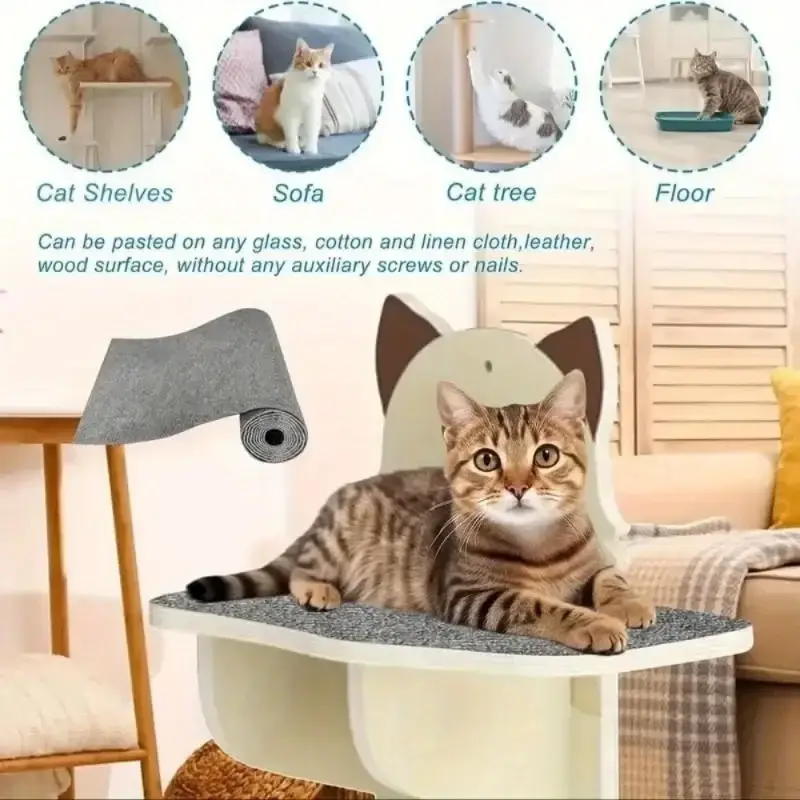 Cat Shelves
Sofa
Cat tree
Floor
Can be pasted on any glass, cotton and linen cloth,leather,
wood surface, without any auxiliary screws or nails.